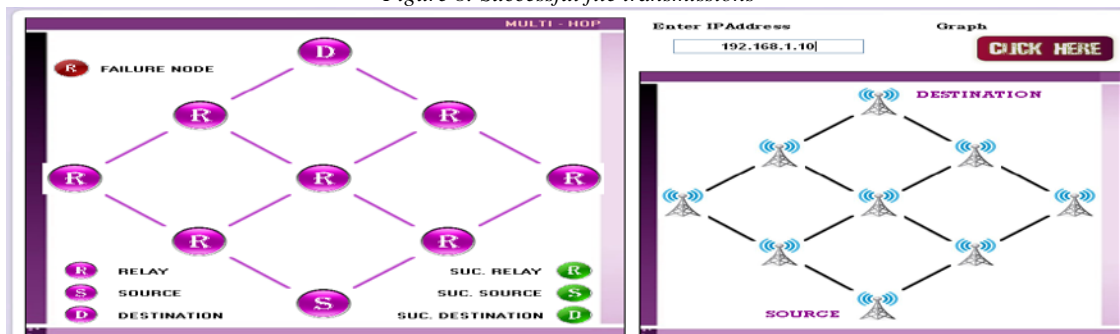 Figure 8: Successful file transmissions
MULTI - HOP
D
R FAILURE NODE
R R
R R R
R R
R RELAY
S SOURCE
D DESTINATION
S
SUC. RELAY R
SUC. SOURCE S
SUC. DESTINATION D
Enter IPAddress
192.168.1.10
Graph
CLICK HERE
DESTINATION
SOURCE